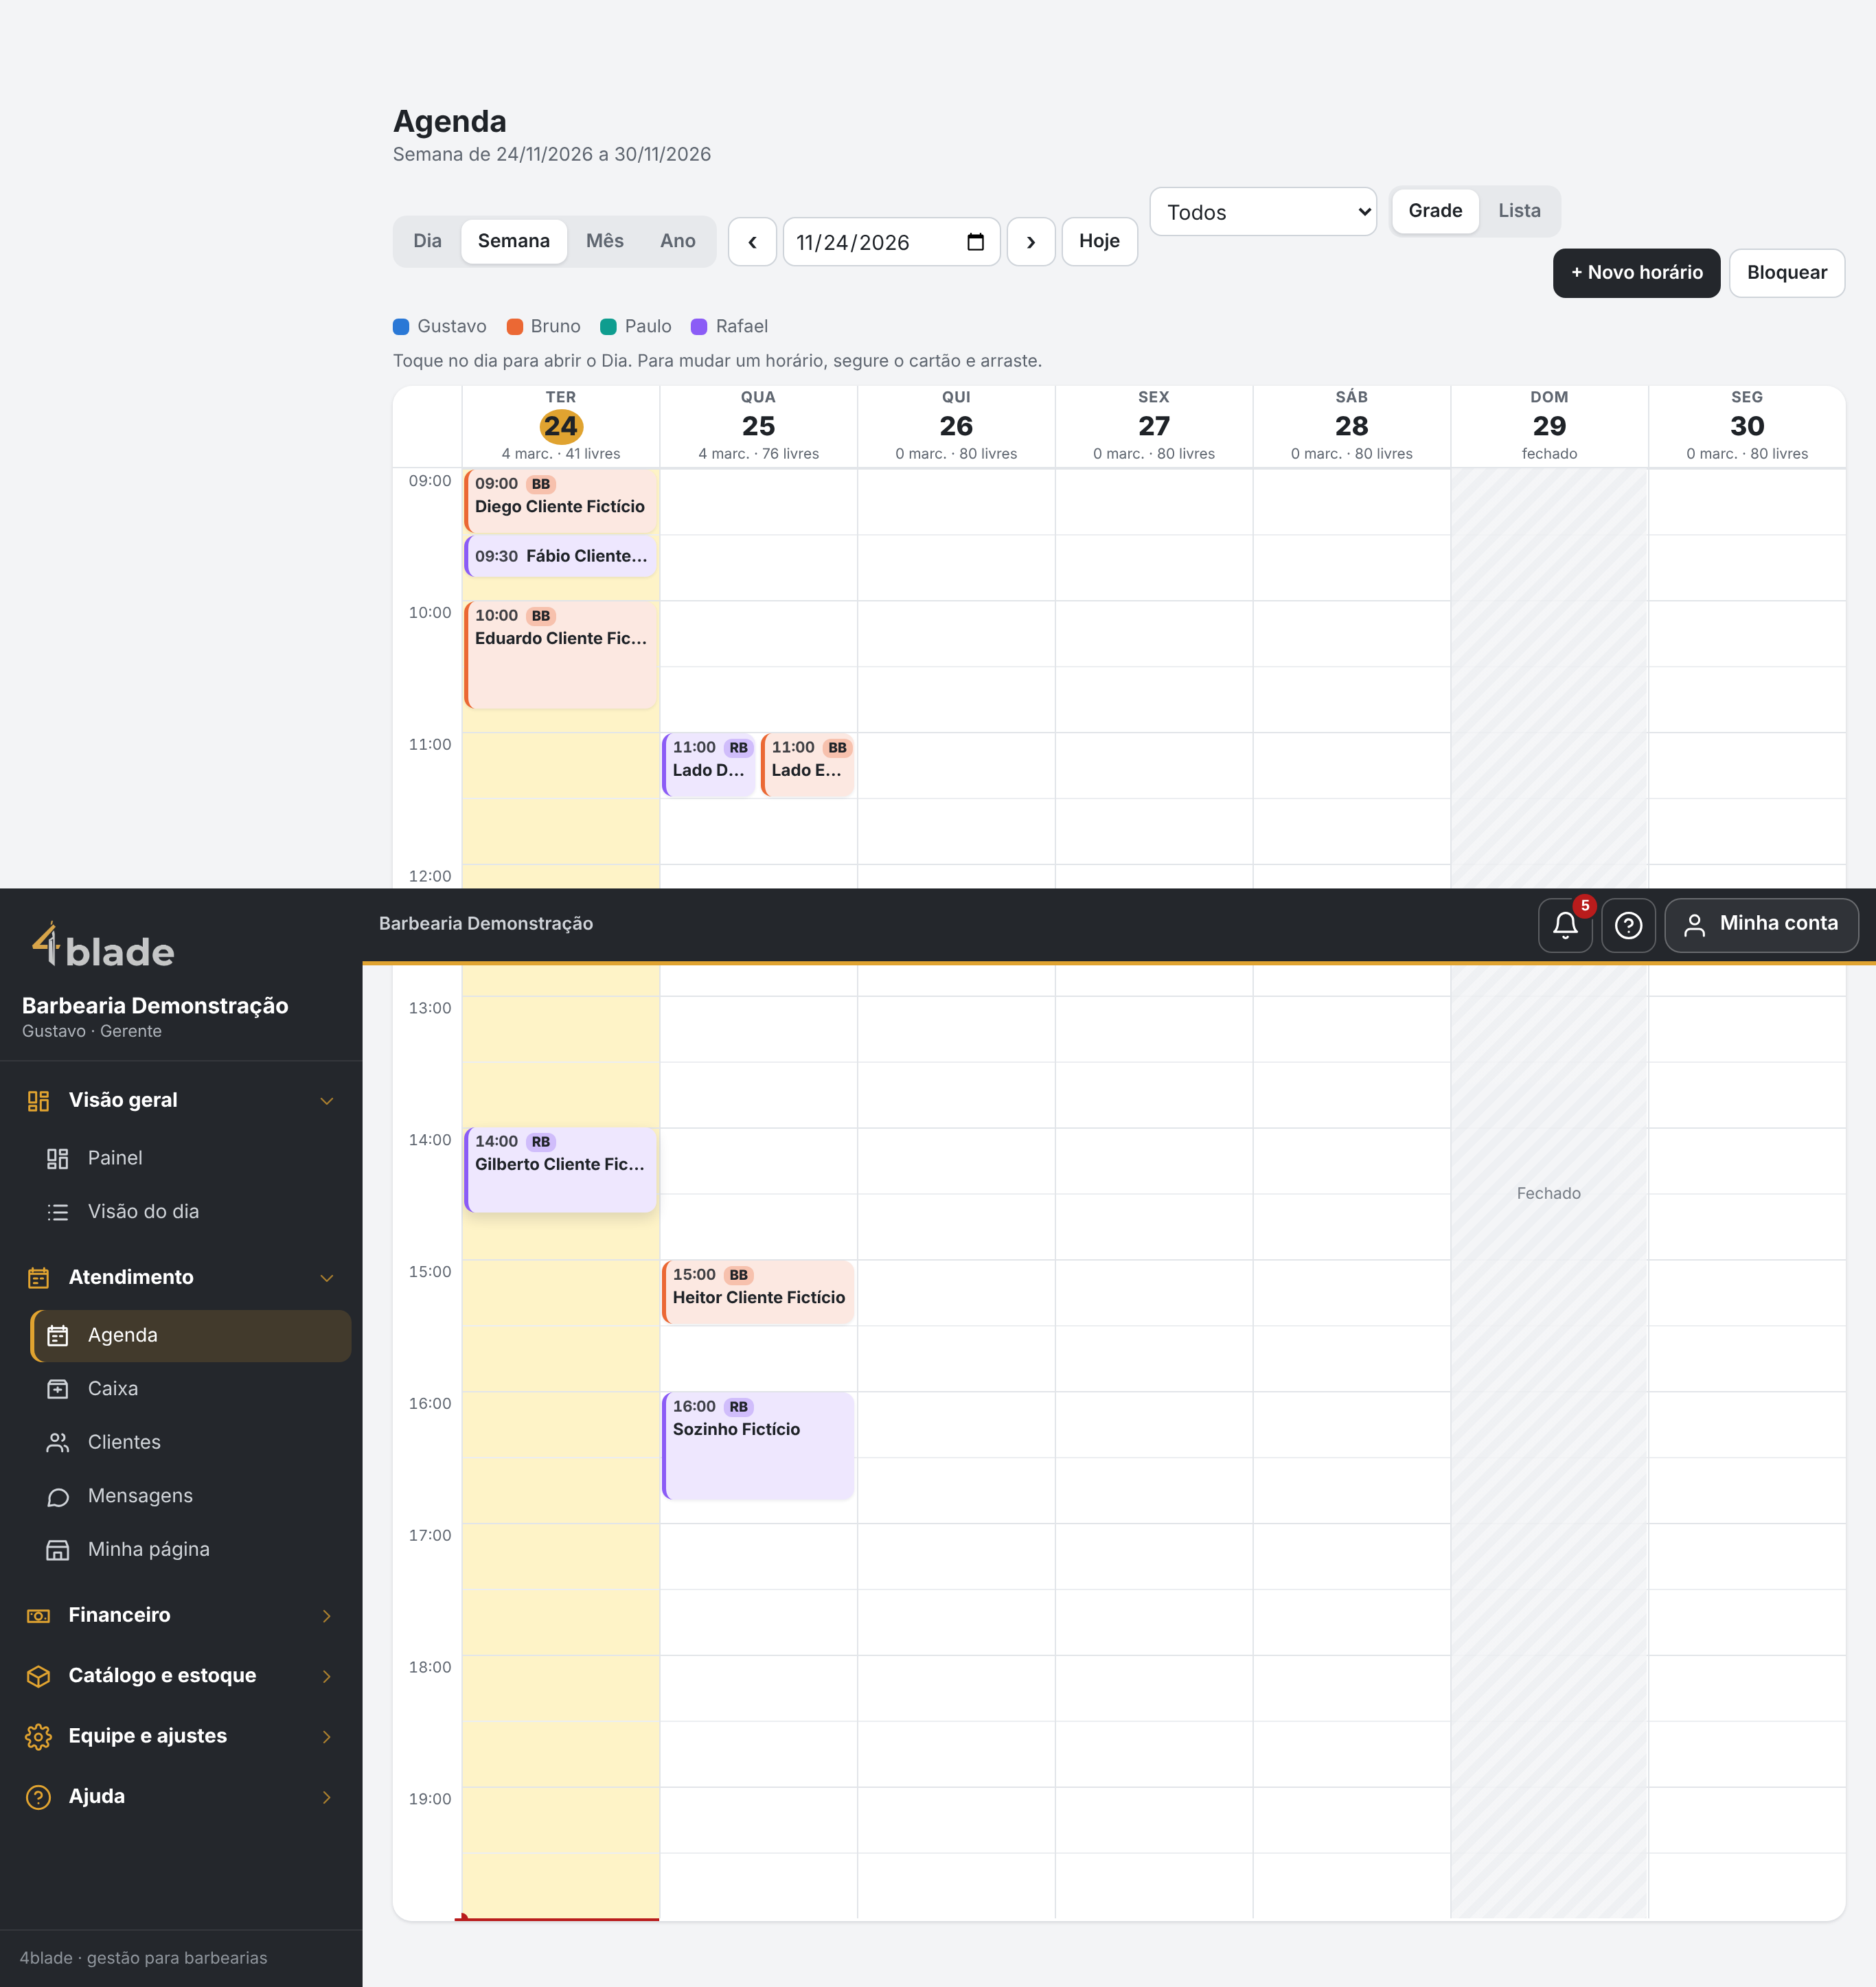 Agenda
Semana de 24/11/2026 a 30/11/2026
Dia Semana Mês Ano ‹ 11/24/2026 › Hoje Todos Grade Lista
+ Novo horário Bloquear
Gustavo Bruno Paulo Rafael
Toque no dia para abrir o Dia. Para mudar um horário, segure o cartão e arraste.
TER QUA QUI SEX SÁB DOM SEG
24 25 26 27 28 29 30
4 marc. · 41 livres 4 marc. · 76 livres 0 marc. · 80 livres 0 marc. · 80 livres 0 marc. · 80 livres fechado 0 marc. · 80 livres
09:00 09:00 BB
Diego Cliente Fictício
09:30 Fábio Cliente...
10:00 10:00 BB
Eduardo Cliente Fic...
11:00 11:00 RB 11:00 BB
Lado D... Lado E...
12:00
4blade
Barbearia Demonstração
Gustavo · Gerente
Visão geral
Painel
Visão do dia
Atendimento
Agenda
Caixa
Clientes
Mensagens
Minha página
Financeiro
Catálogo e estoque
Equipe e ajustes
Ajuda
4blade · gestão para barbearias
Barbearia Demonstração 5 Minha conta
13:00
14:00 14:00 RB
Gilberto Cliente Fic...
Fechado
15:00 15:00 BB
Heitor Cliente Fictício
16:00 16:00 RB
Sozinho Fictício
17:00
18:00
19:00